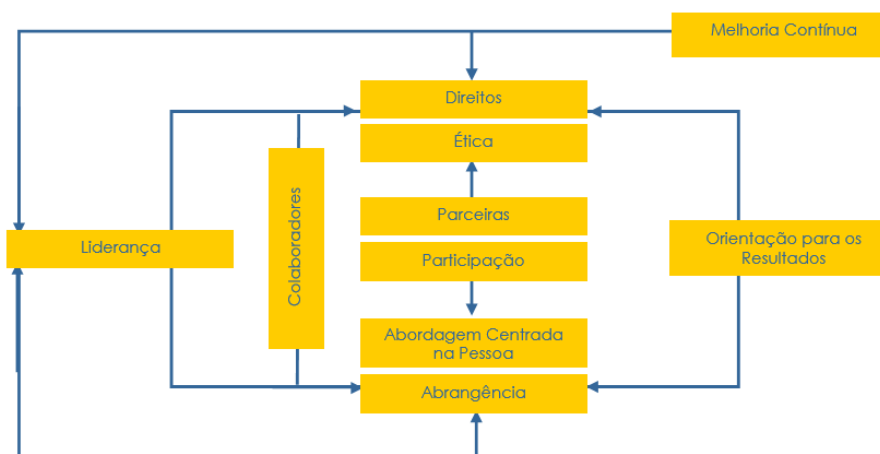 Melhoria Contínua
Direitos
Ética
Colaboradores
Parceiras
Liderança
Participação
Orientação para os
Resultados
Abordagem Centrada
na Pessoa
Abrangência